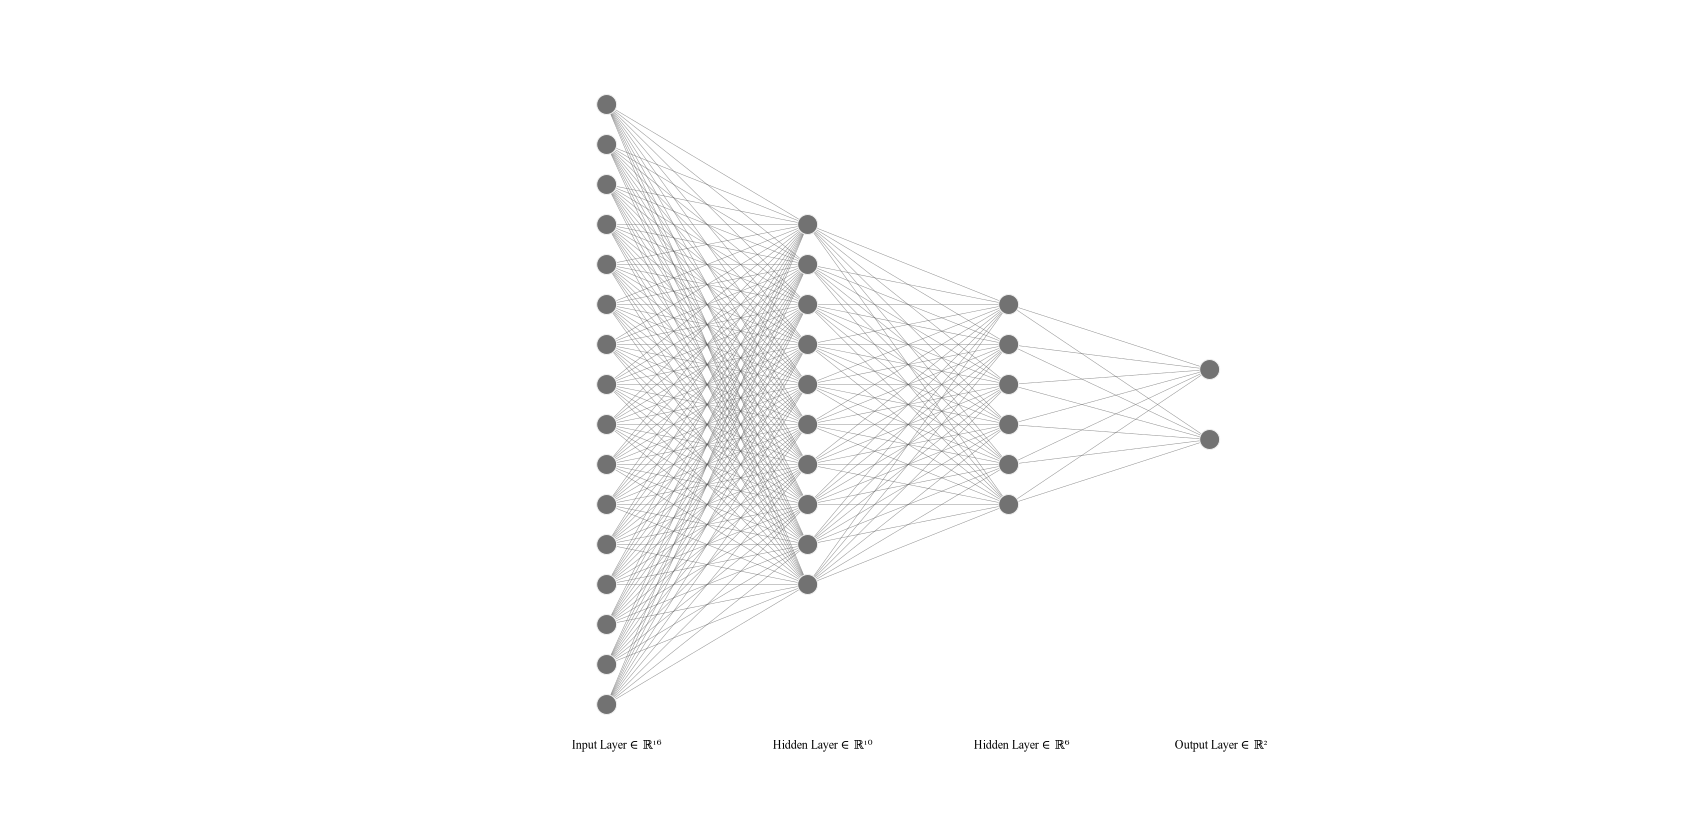 Input Layer ∈ ℝ¹⁶
Hidden Layer ∈ ℝ¹⁰
Hidden Layer ∈ ℝ⁶
Output Layer ∈ ℝ²